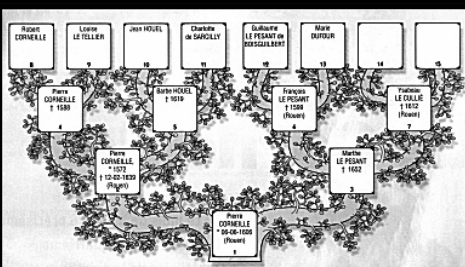 Robert
CORNEILLE
8
Louise
LE TELLIER
9
Jean HOUEL
10
Charlotte
de SARCILLY
11
Guillaume
LE PESANT de
BOISGUILBERT
12
Marie
DUFOUR
13
14
15
Pierre
CORNEILLE
† 1588
4
Barbe HOUEL
† 1619
5
François
LE PESANT
† 1599
(Rouen)
6
LE CULLIÉ
† 1612
(Rouen)
7
Pierre
CORNEILLE,
* 1572
† 12-02-1639
(Rouen)
2
Marthe
LE PESANT
† 1652
3
Pierre
CORNEILLE
* 06-06-1606
(Rouen)
1